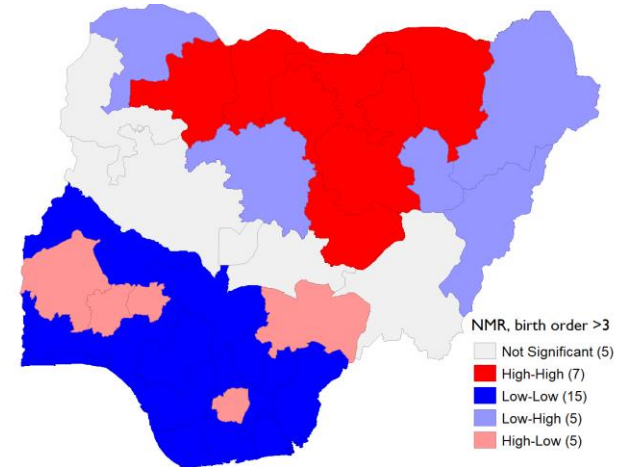 NMR, birth order >3
Not Significant (5)
High-High (7)
Low-Low (15)
Low-High (5)
High-Low (5)